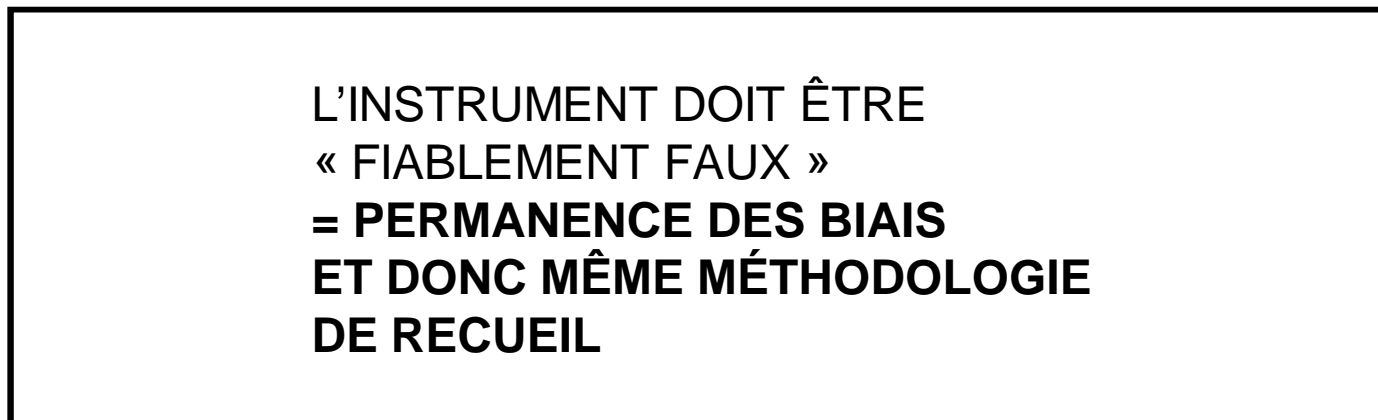 L’INSTRUMENT DOIT ÊTRE
« FIABLEMENT FAUX »
= PERMANENCE DES BIAIS
ET DONC MÊME MÉTHODOLOGIE
DE RECUEIL